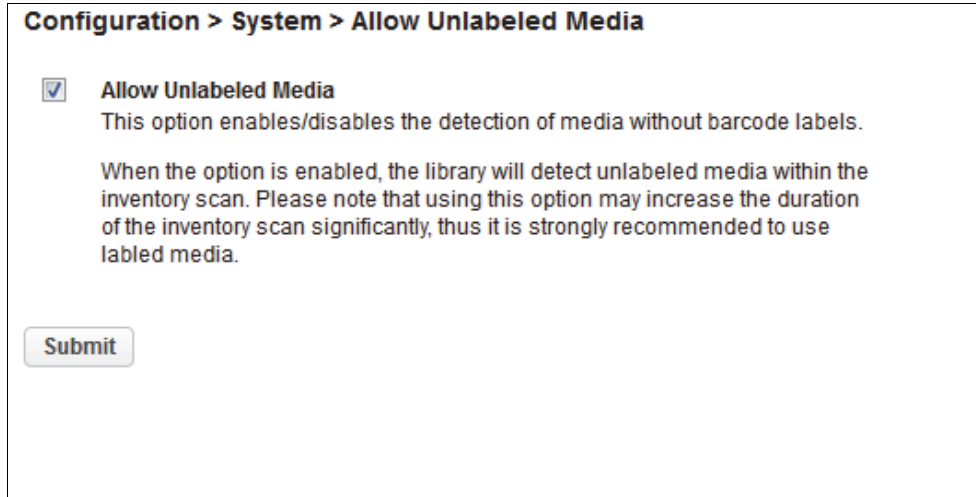 Configuration > System > Allow Unlabeled Media
Allow Unlabeled Media
This option enables/disables the detection of media without barcode labels.
When the option is enabled, the library will detect unlabeled media within the
inventory scan. Please note that using this option may increase the duration
of the inventory scan significantly, thus it is strongly recommended to use
labled media.
Submit